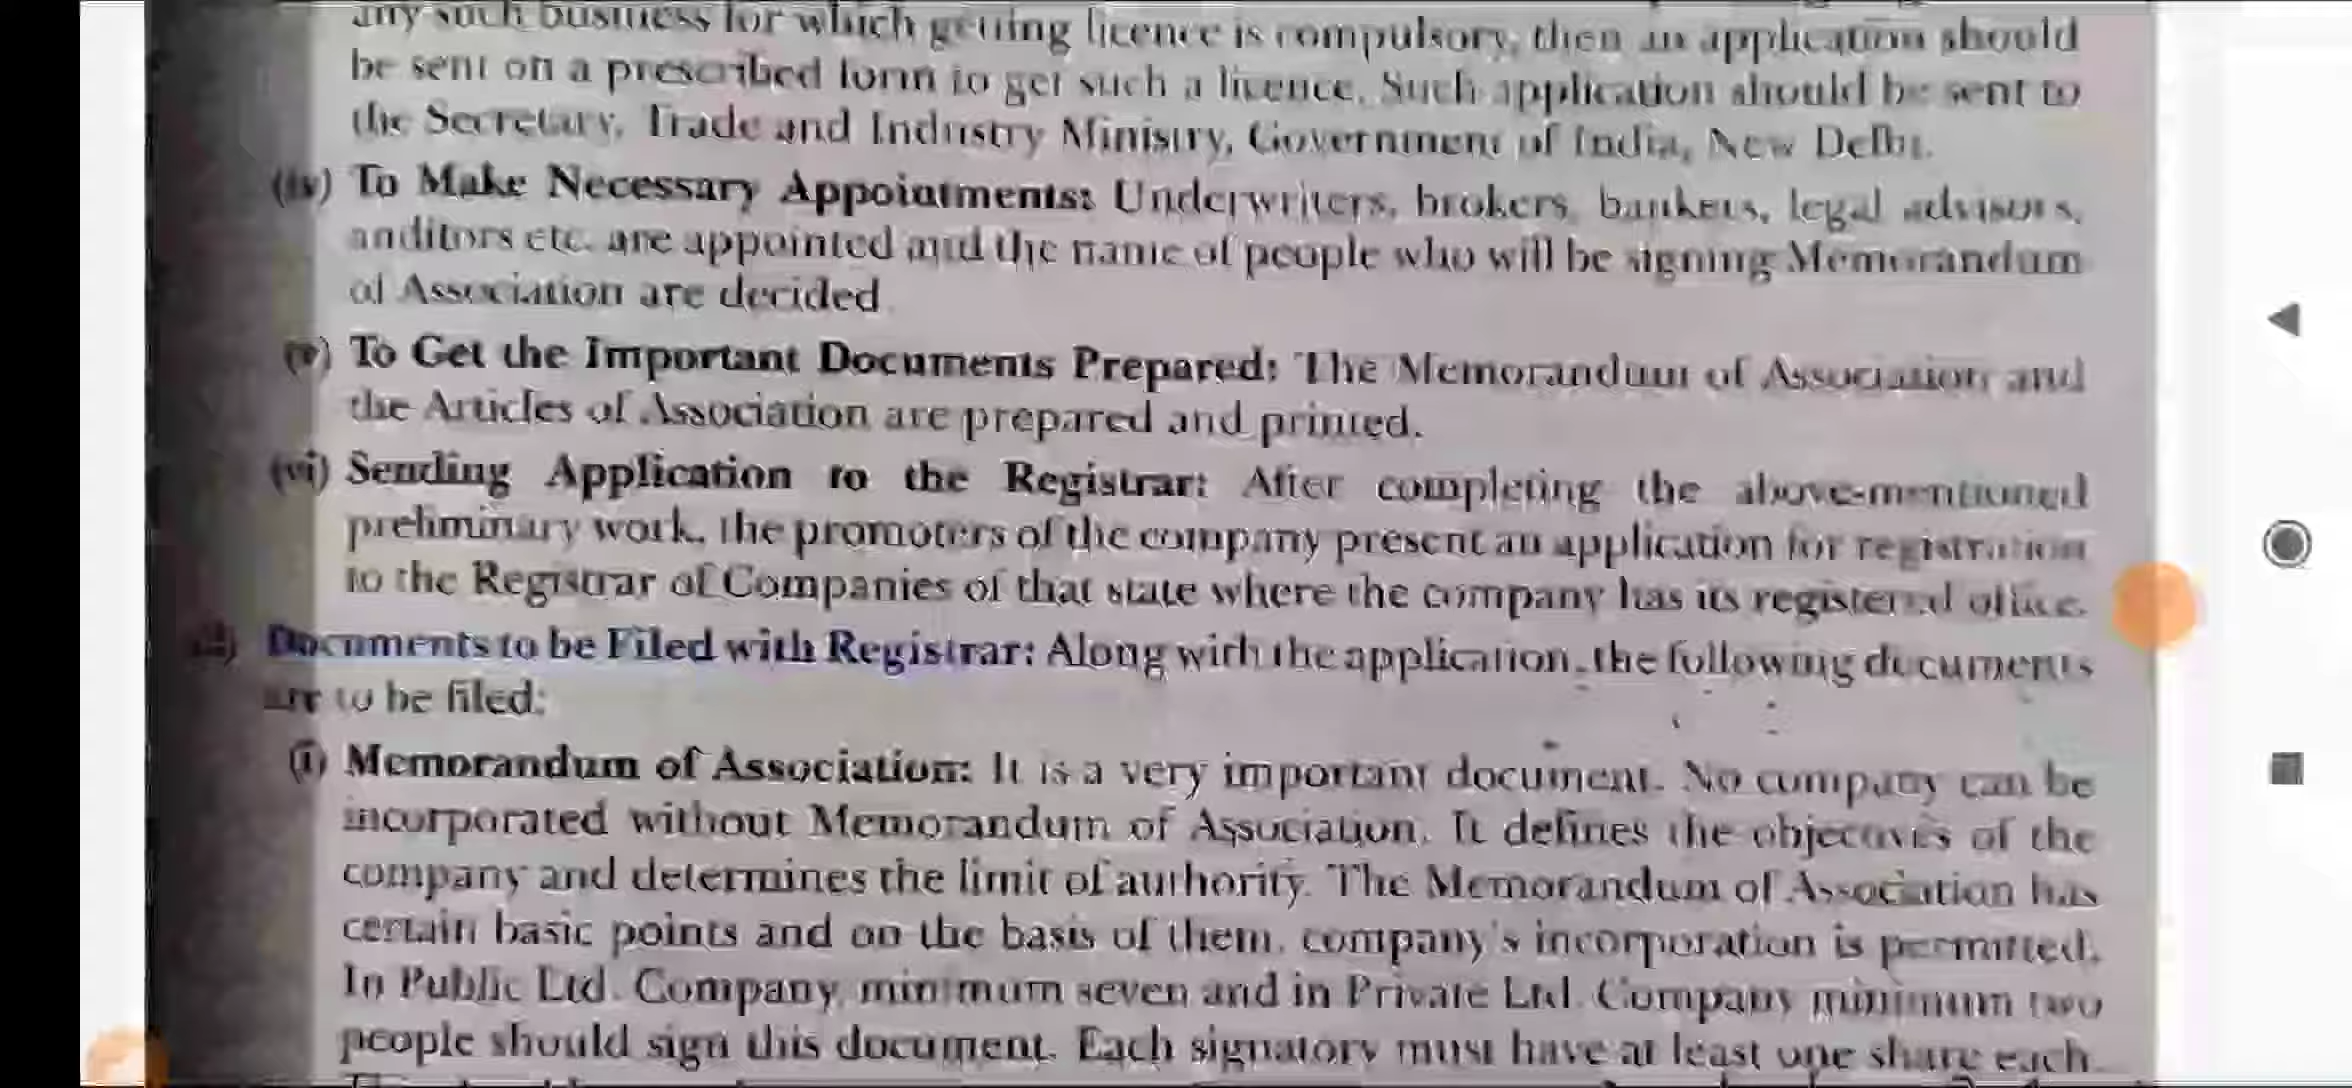 any such business for which getting licence is compulsory, then an application should
be sent on a prescribed form to get such a licence. Such application should be sent to
the Secretary, Trade and Industry Ministry, Government of India, New Delhi.
(iv) To Make Necessary Appointments: Underwriters, brokers, bankers, legal advisors,
auditors etc. are appointed and the name of people who will be signing Memorandum
of Association are decided
(v) To Get the Important Documents Prepared: The Memorandum of Association and
the Articles of Association are prepared and printed.
(vi) Sending Application to the Registrar: After completing the above-mentioned
preliminary work, the promoters of the company present an application for registration
to the Registrar of Companies of that state where the company has its registered office.
Documents to be Filed with Registrar: Along with the application, the following documents
are to be filed:
(i) Memorandum of Association: It is a very important document. No company can be
incorporated without Memorandum of Association. It defines the objectives of the
company and determines the limit of authority. The Memorandum of Association has
certain basic points and on the basis of them, company's incorporation is permitted.
In Public Ltd. Company, minimum seven and in Private Ltd. Company minimum two
people should sign this document. Each signatory must have at least one share each.